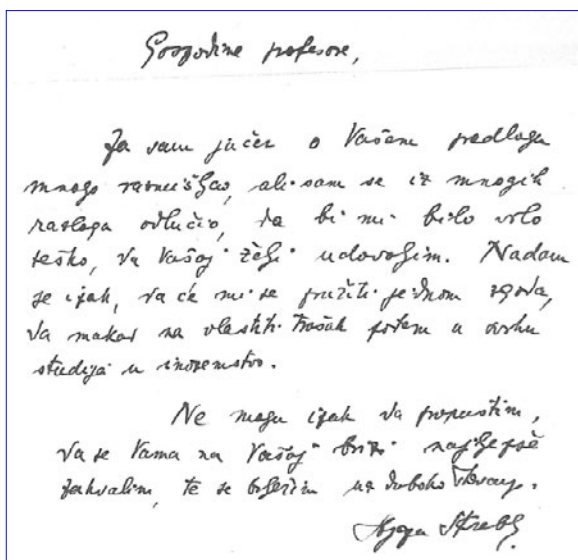 Gospodine profesore,
Ja sam jučer o Vašem predlogu
mnogo razmišljao, ali sam se iz mnogih
razloga odlučio, da bi mi bilo vrlo
teško, da Vašoj želji udovoljim. Nadam
se ipak, da će mi se pružiti jednom zgoda,
da makar na vlastiti trošak pođem u svrhu
studija u inozemstvo.
Ne mogu ipak da propustim,
da se Vama na Vašoj brizi najljepše
zahvalim, te se bilježim uz duboko štovanje.